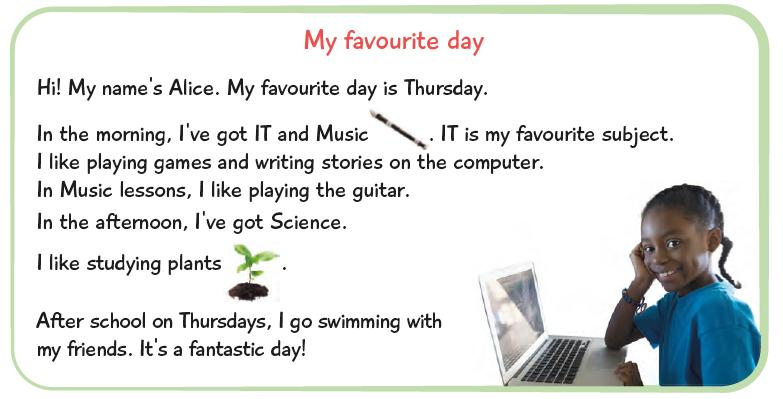 My favourite day
Hi! My name's Alice. My favourite day is Thursday.
In the morning, I've got IT and Music . IT is my favourite subject.
I like playing games and writing stories on the computer.
In Music lessons, I like playing the guitar.
In the afternoon, I've got Science.
I like studying plants .
After school on Thursdays, I go swimming with
my friends. It's a fantastic day!